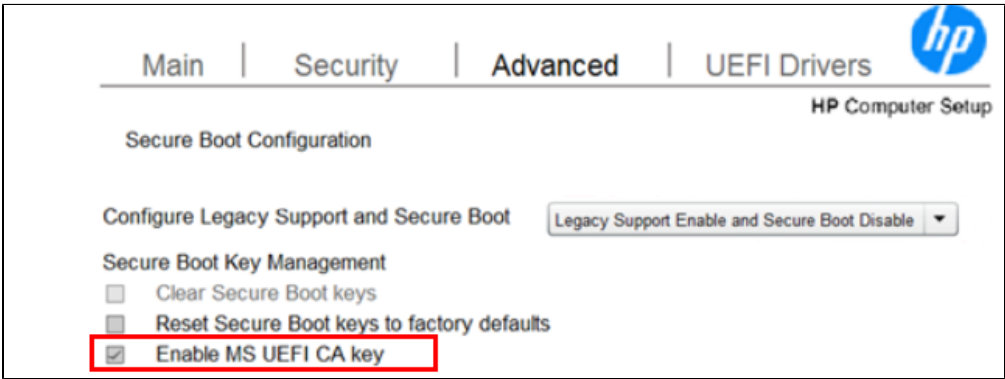 hp
Main Security Advanced UEFI Drivers
HP Computer Setup
Secure Boot Configuration
Configure Legacy Support and Secure Boot Legacy Support Enable and Secure Boot Disable
Secure Boot Key Management
Clear Secure Boot keys
Reset Secure Boot keys to factory defaults
Enable MS UEFI CA key